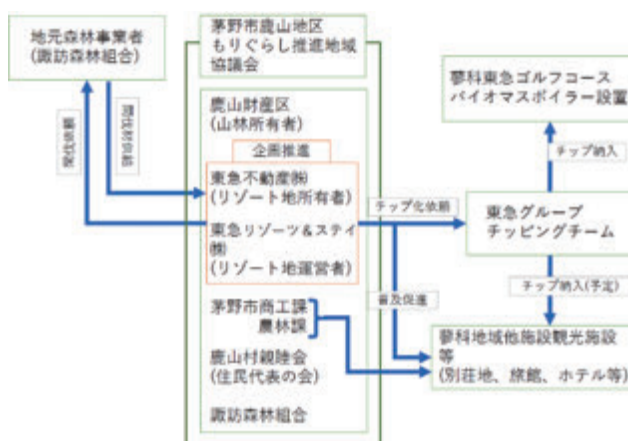 地元森林事業者
(諏訪森林組合)
茅野市鹿山地区
もりぐらし推進地域
協議会
鹿山財産区
(山林所有者)
企画推進
東急不動産㈱
(リゾート地所有者)
東急リゾーツ＆ステイ
㈱
(リゾート地運営者)
茅野市商工課
農林課
鹿山村親睦会
(住民代表の会)
諏訪森林組合
間伐依頼
間伐材供給
チップ化依頼
普及促進
蓼科東急ゴルフコース
バイオマスボイラー設置
チップ納入
東急グループ
チッピングチーム
チップ納入(予定)
蓼科地域他施設観光施設
等
(別荘地、旅館、ホテル等)